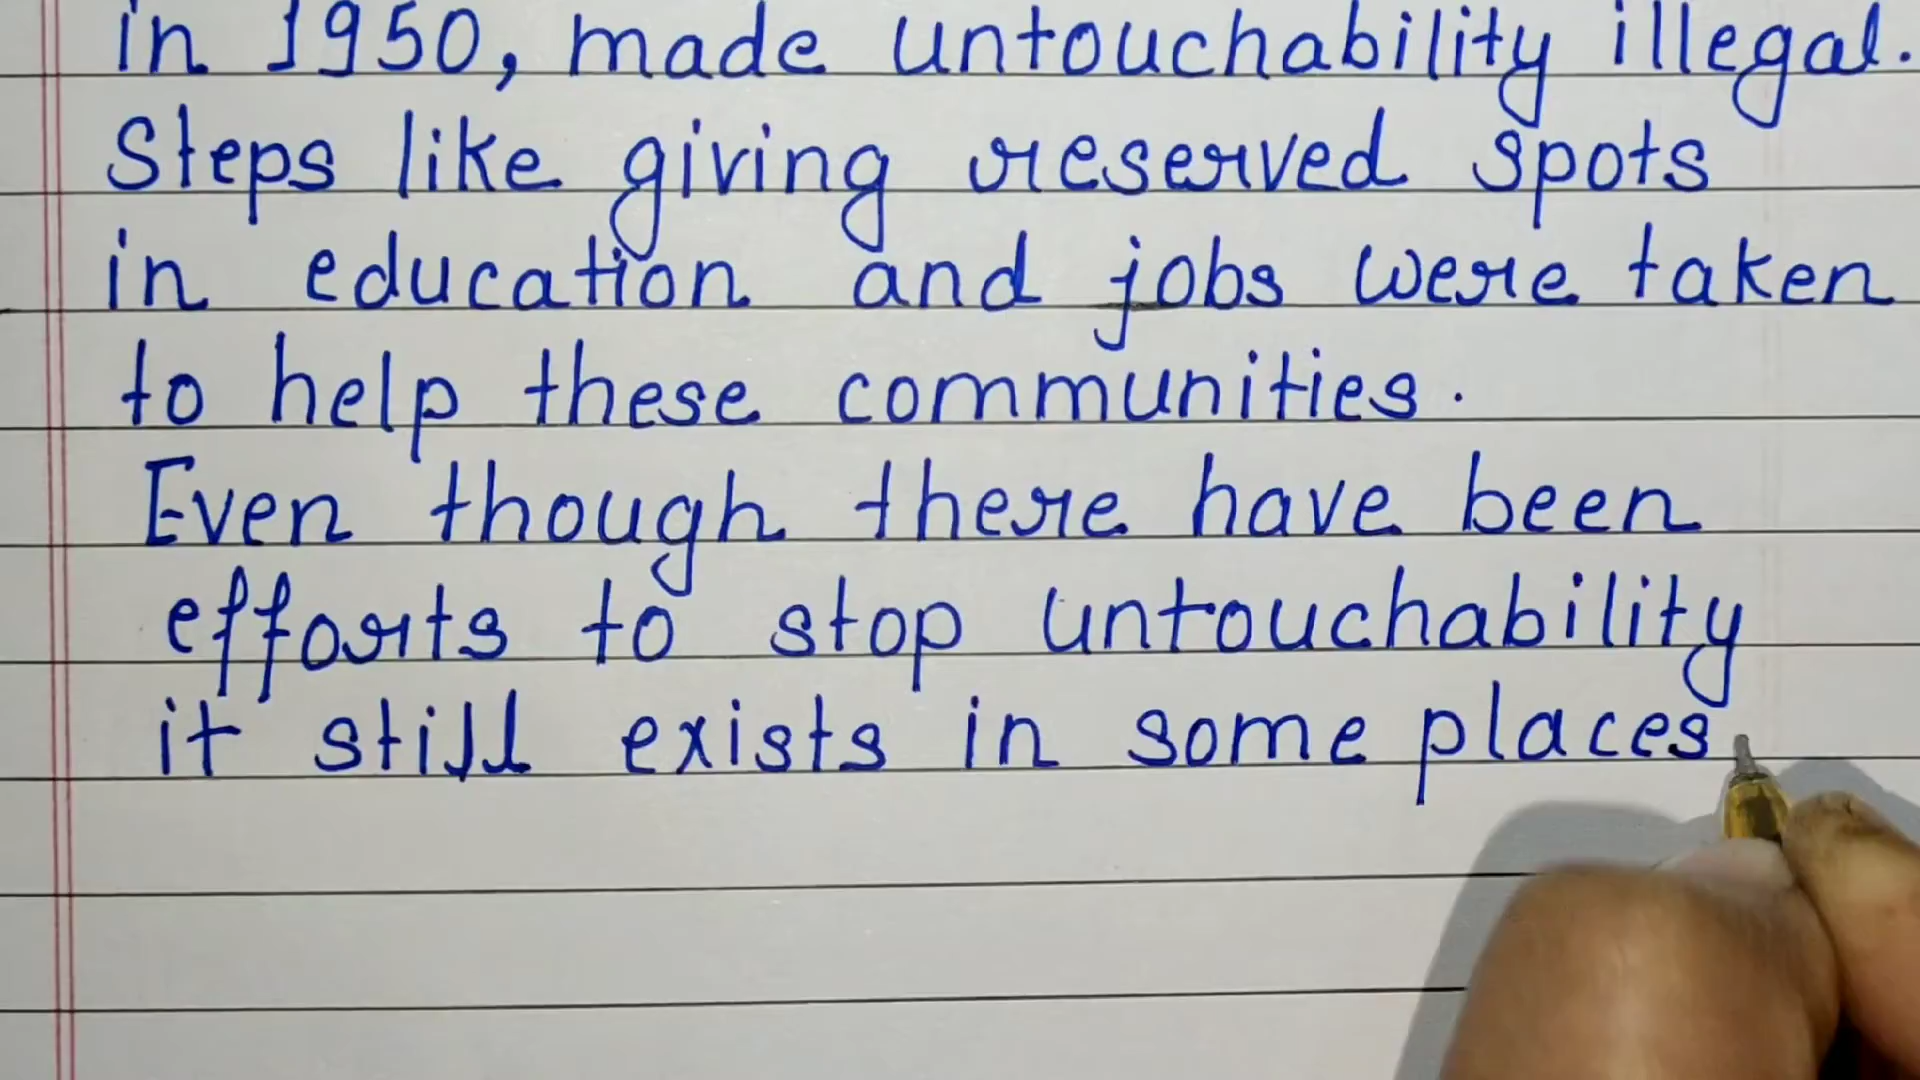 in 1950, made untouchability illegal.
Steps like giving reserved spots
in education and jobs were taken
to help these communities.
Even though there have been
efforts to stop untouchability
it still exists in some places